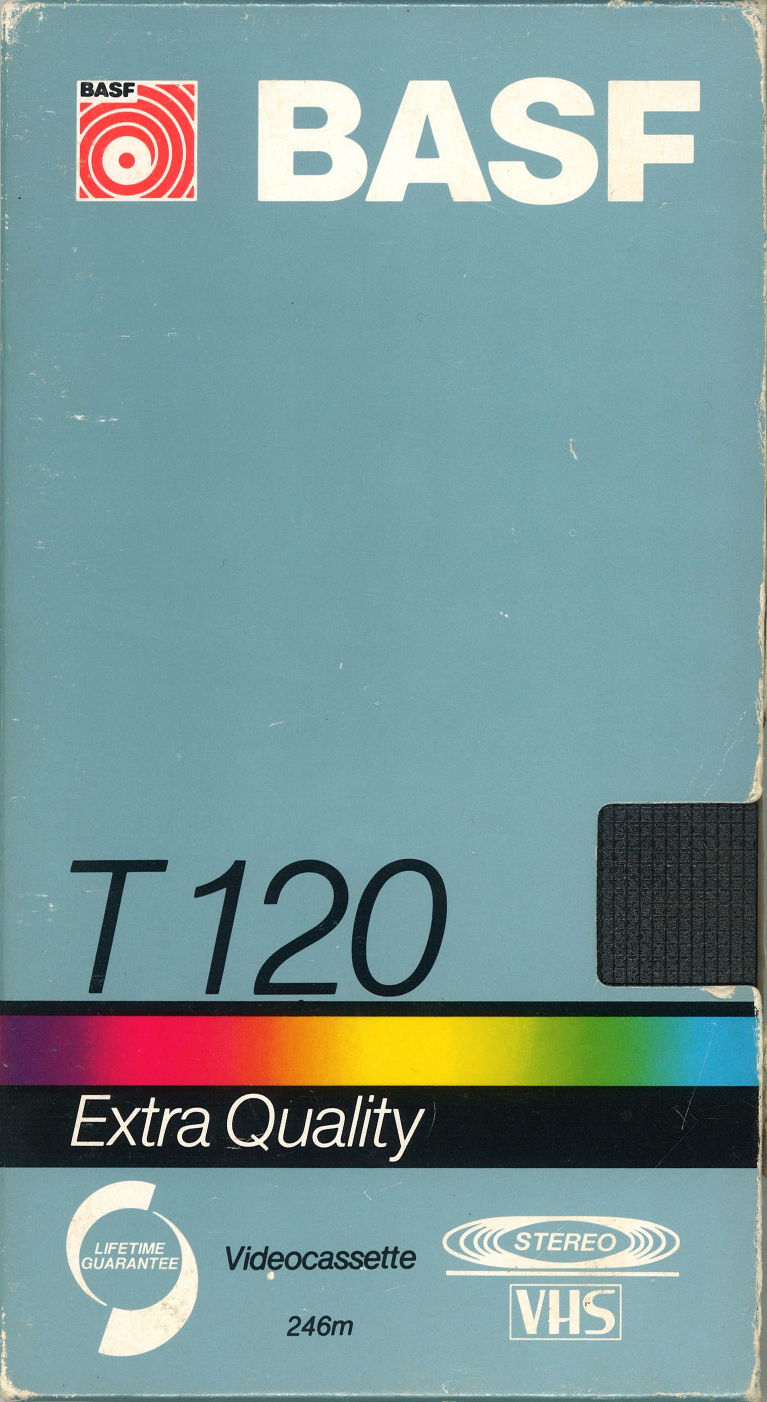 BASF
BASF
T 120
Extra Quality
LIFETIME
GUARANTEE
Videocassette
246m
STEREO
VHS